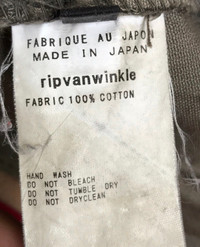 FABRIQUE AU JAPON
MADE IN JAPAN
ripvanwinkle
FABRIC 100% COTTON
HAND WASH
DO NOT BLEACH
DO NOT TUMBLE DRY
DO NOT DRYCLEAN